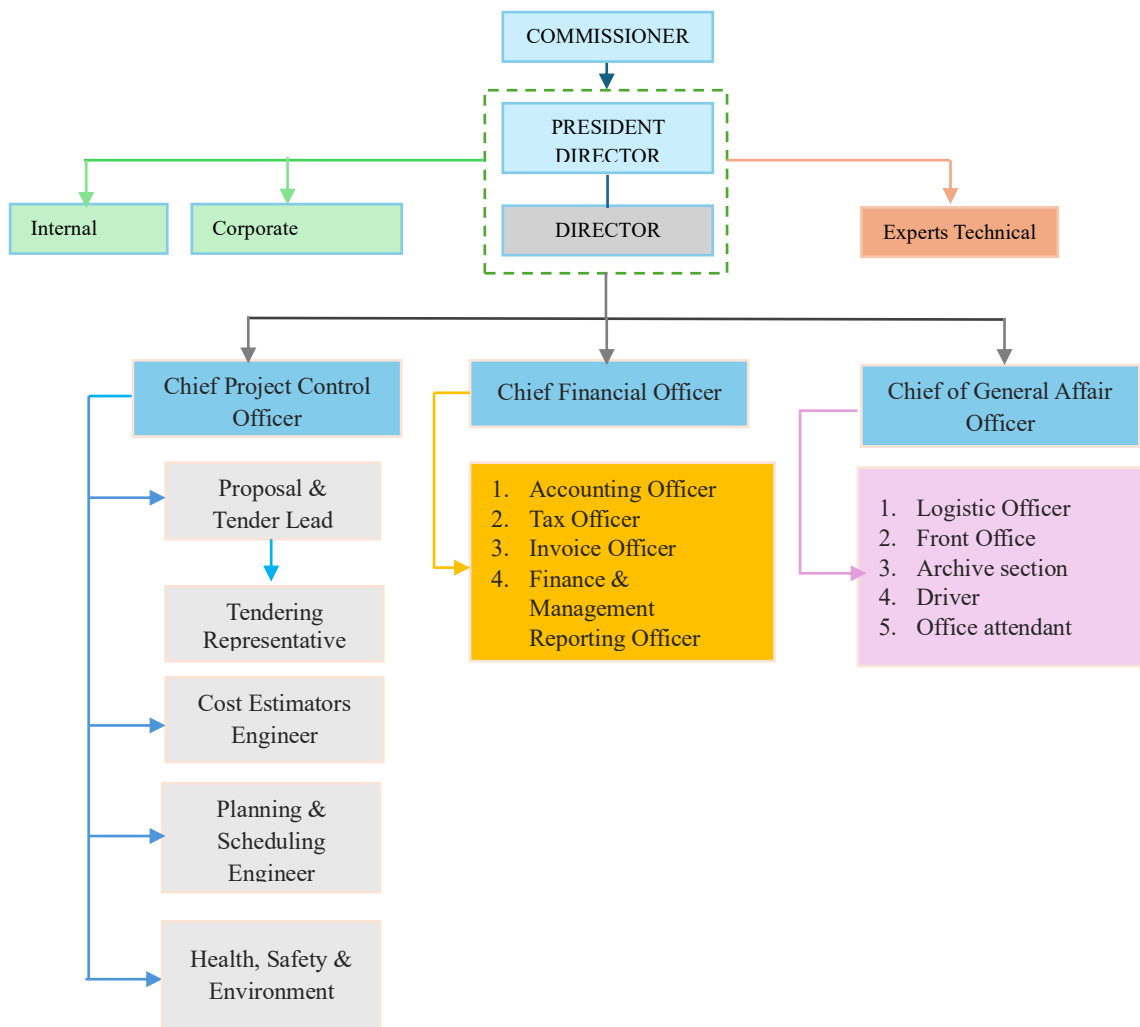 COMMISSIONER
PRESIDENT
DIRECTOR
Internal
Corporate
DIRECTOR
Experts Technical
Chief Project Control
Officer
Chief Financial Officer
Chief of General Affair
Officer
Proposal &
Tender Lead
Tendering
Representative
Cost Estimators
Engineer
Planning &
Scheduling
Engineer
Health, Safety &
Environment
1. Accounting Officer
2. Tax Officer
3. Invoice Officer
4. Finance &
Management
Reporting Officer
1. Logistic Officer
2. Front Office
3. Archive section
4. Driver
5. Office attendant